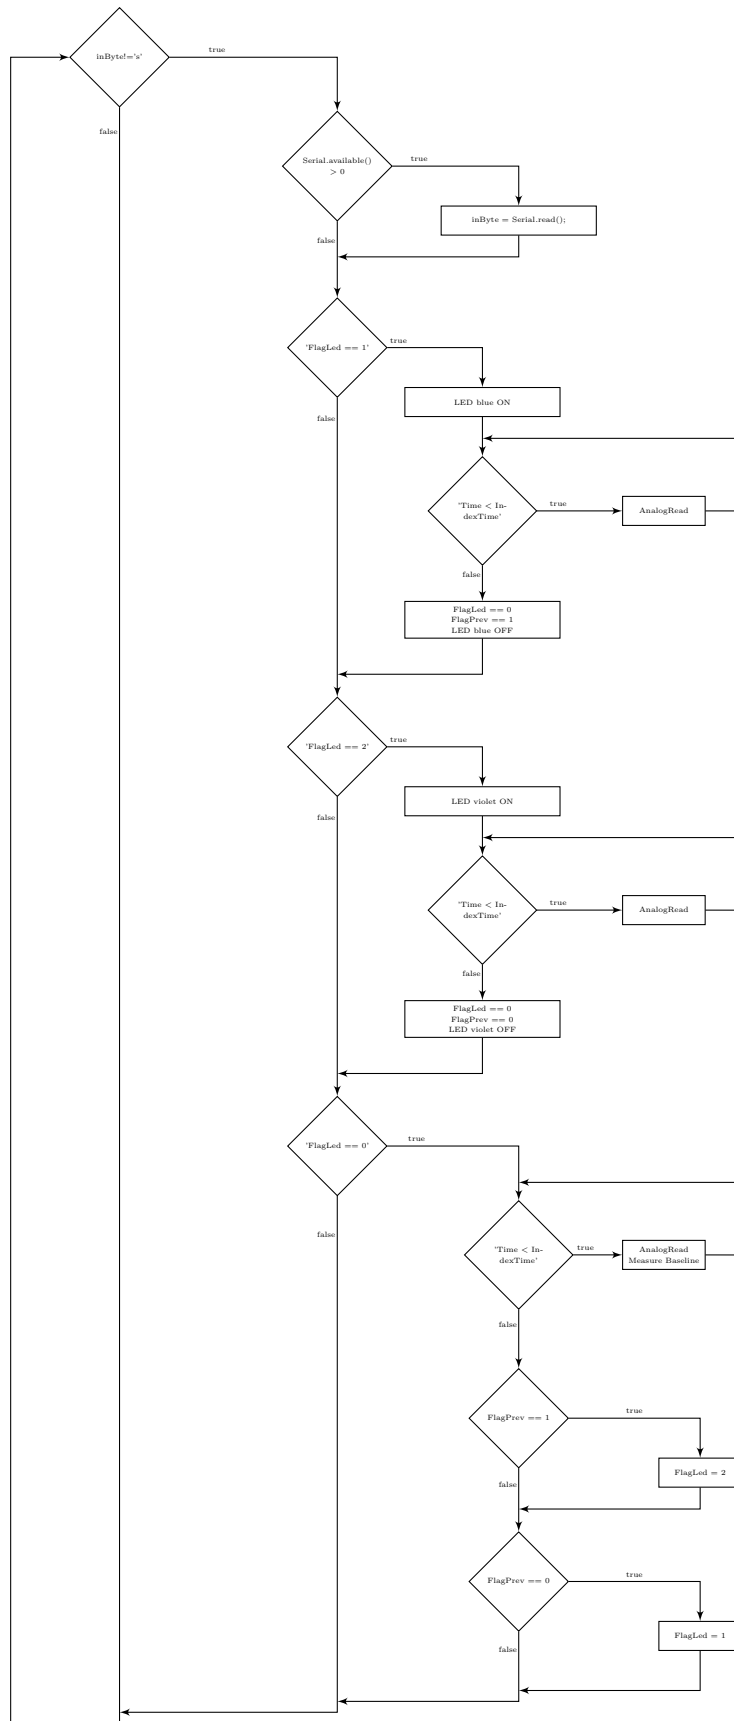 inByte!='s'
true
false
Serial.available()
> 0
true
inByte = Serial.read();
false
'FlagLed == 1'
true
LED blue ON
false
'Time < In-
dexTime'
true
AnalogRead
false
FlagLed == 0
FlagPrev == 1
LED blue OFF
'FlagLed == 2'
true
LED violet ON
false
'Time < In-
dexTime'
true
AnalogRead
false
FlagLed == 0
FlagPrev == 0
LED violet OFF
'FlagLed == 0'
true
false
'Time < In-
dexTime'
true
AnalogRead
Measure Baseline
false
FlagPrev == 1
true
FlagLed = 2
false
FlagPrev == 0
true
FlagLed = 1
false